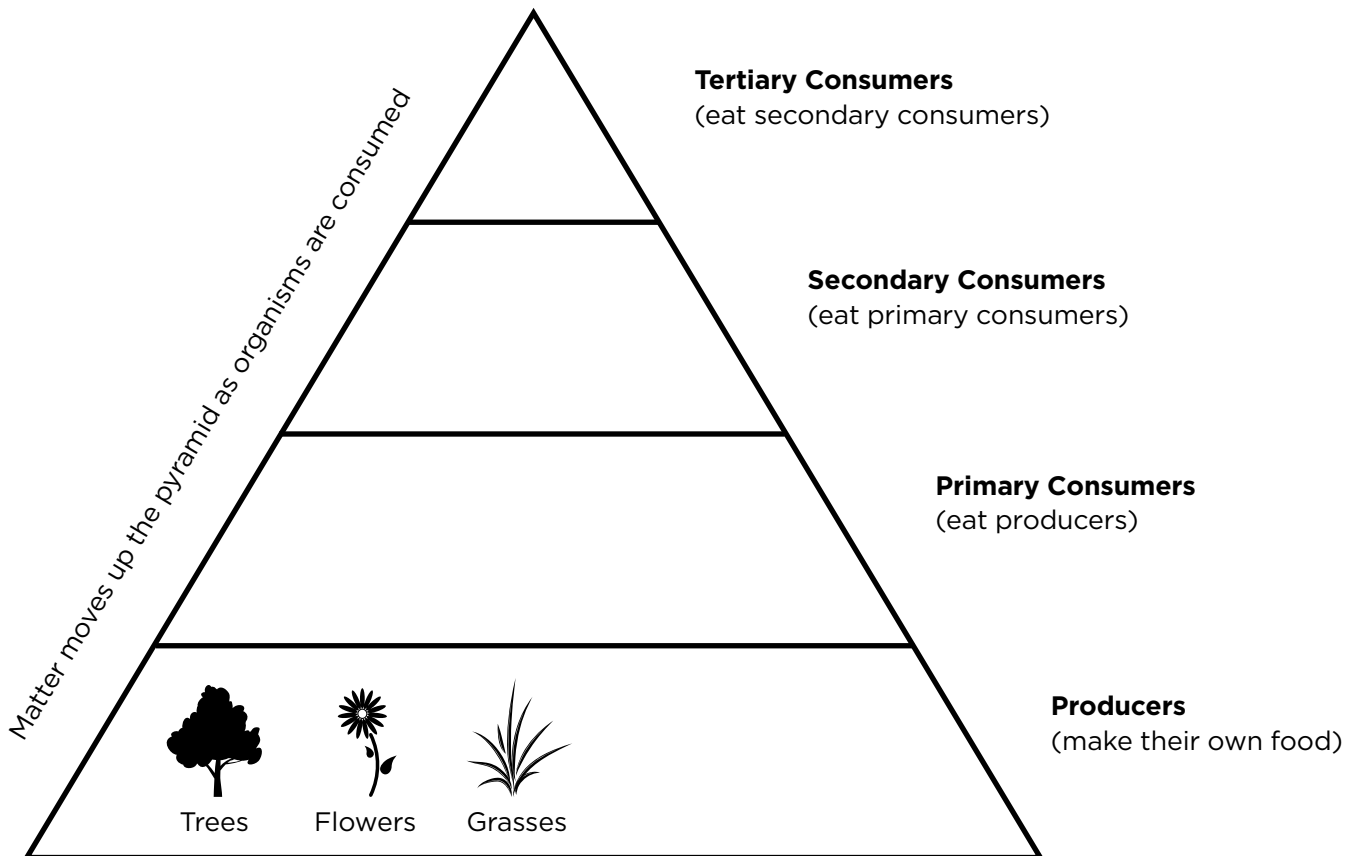 Tertiary Consumers
(eat secondary consumers)
Matter moves up the pyramid as organisms are consumed
Secondary Consumers
(eat primary consumers)
Primary Consumers
(eat producers)
Producers
(make their own food)
Trees
Flowers
Grasses